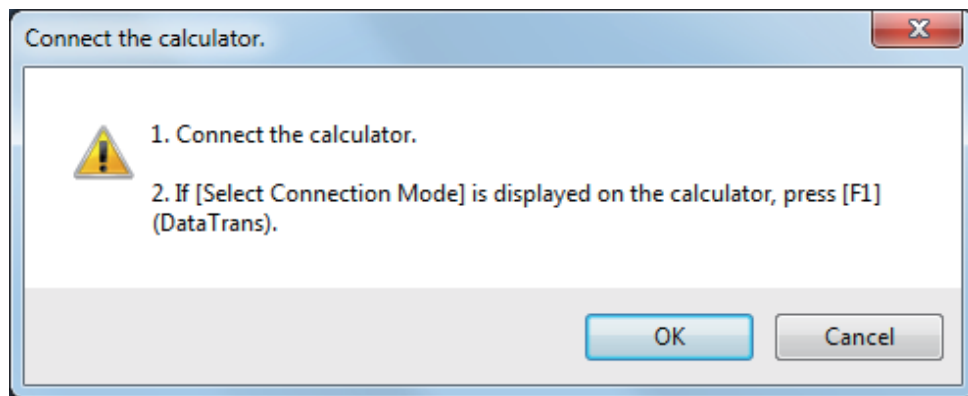 Connect the calculator.
1. Connect the calculator.
2. If [Select Connection Mode] is displayed on the calculator, press [F1]
(DataTrans).
OK Cancel